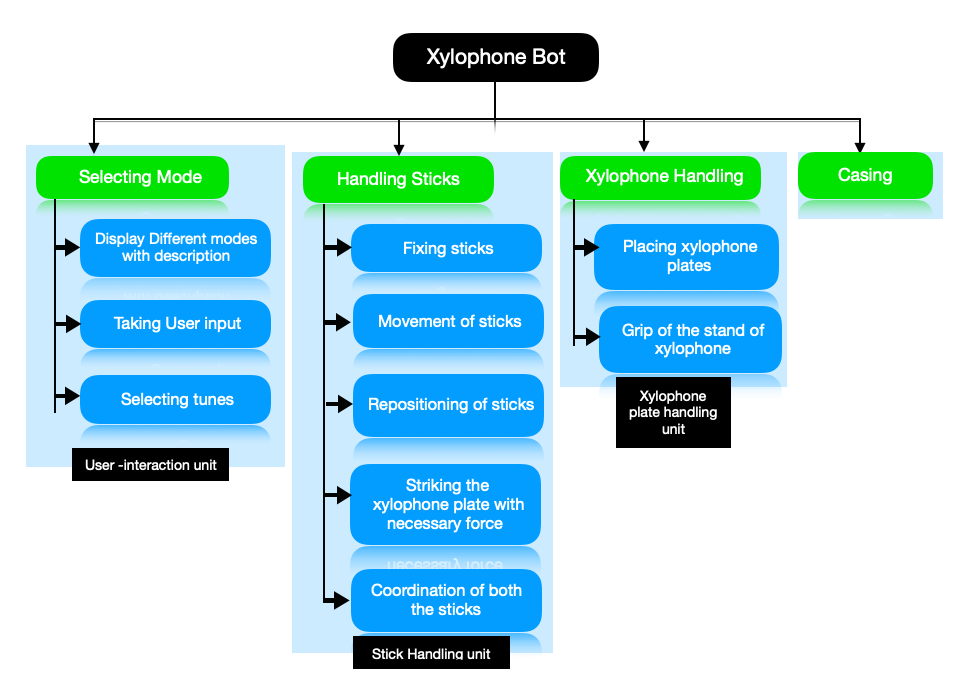 Xylophone Bot
Selecting Mode
Display Different modes
with description
Taking User input
Selecting tunes
User -interaction unit
Handling Sticks
Fixing sticks
Movement of sticks
Repositioning of sticks
Striking the
xylophone plate with
necessary force
Coordination of both
the sticks
Stick Handling unit
Xylophone Handling
Placing xylophone
plates
Grip of the stand of
xylophone
Xylophone
plate handling
unit
Casing